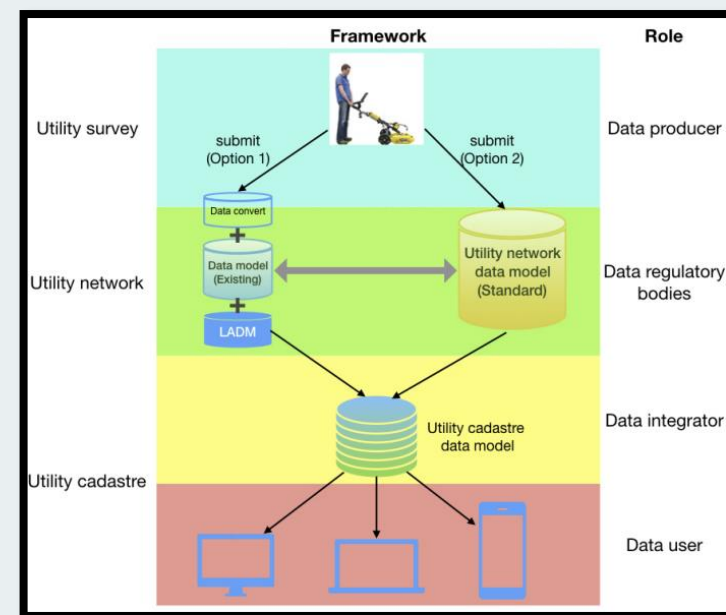 Framework
Role
Utility survey
submit
(Option 1)
submit
(Option 2)
Data producer
Data convert
+
Data model
(Existing)
+
LADM
Utility network
data model
(Standard)
Utility network
Data regulatory
bodies
Utility cadastre
data model
Data integrator
Utility cadastre
Data user